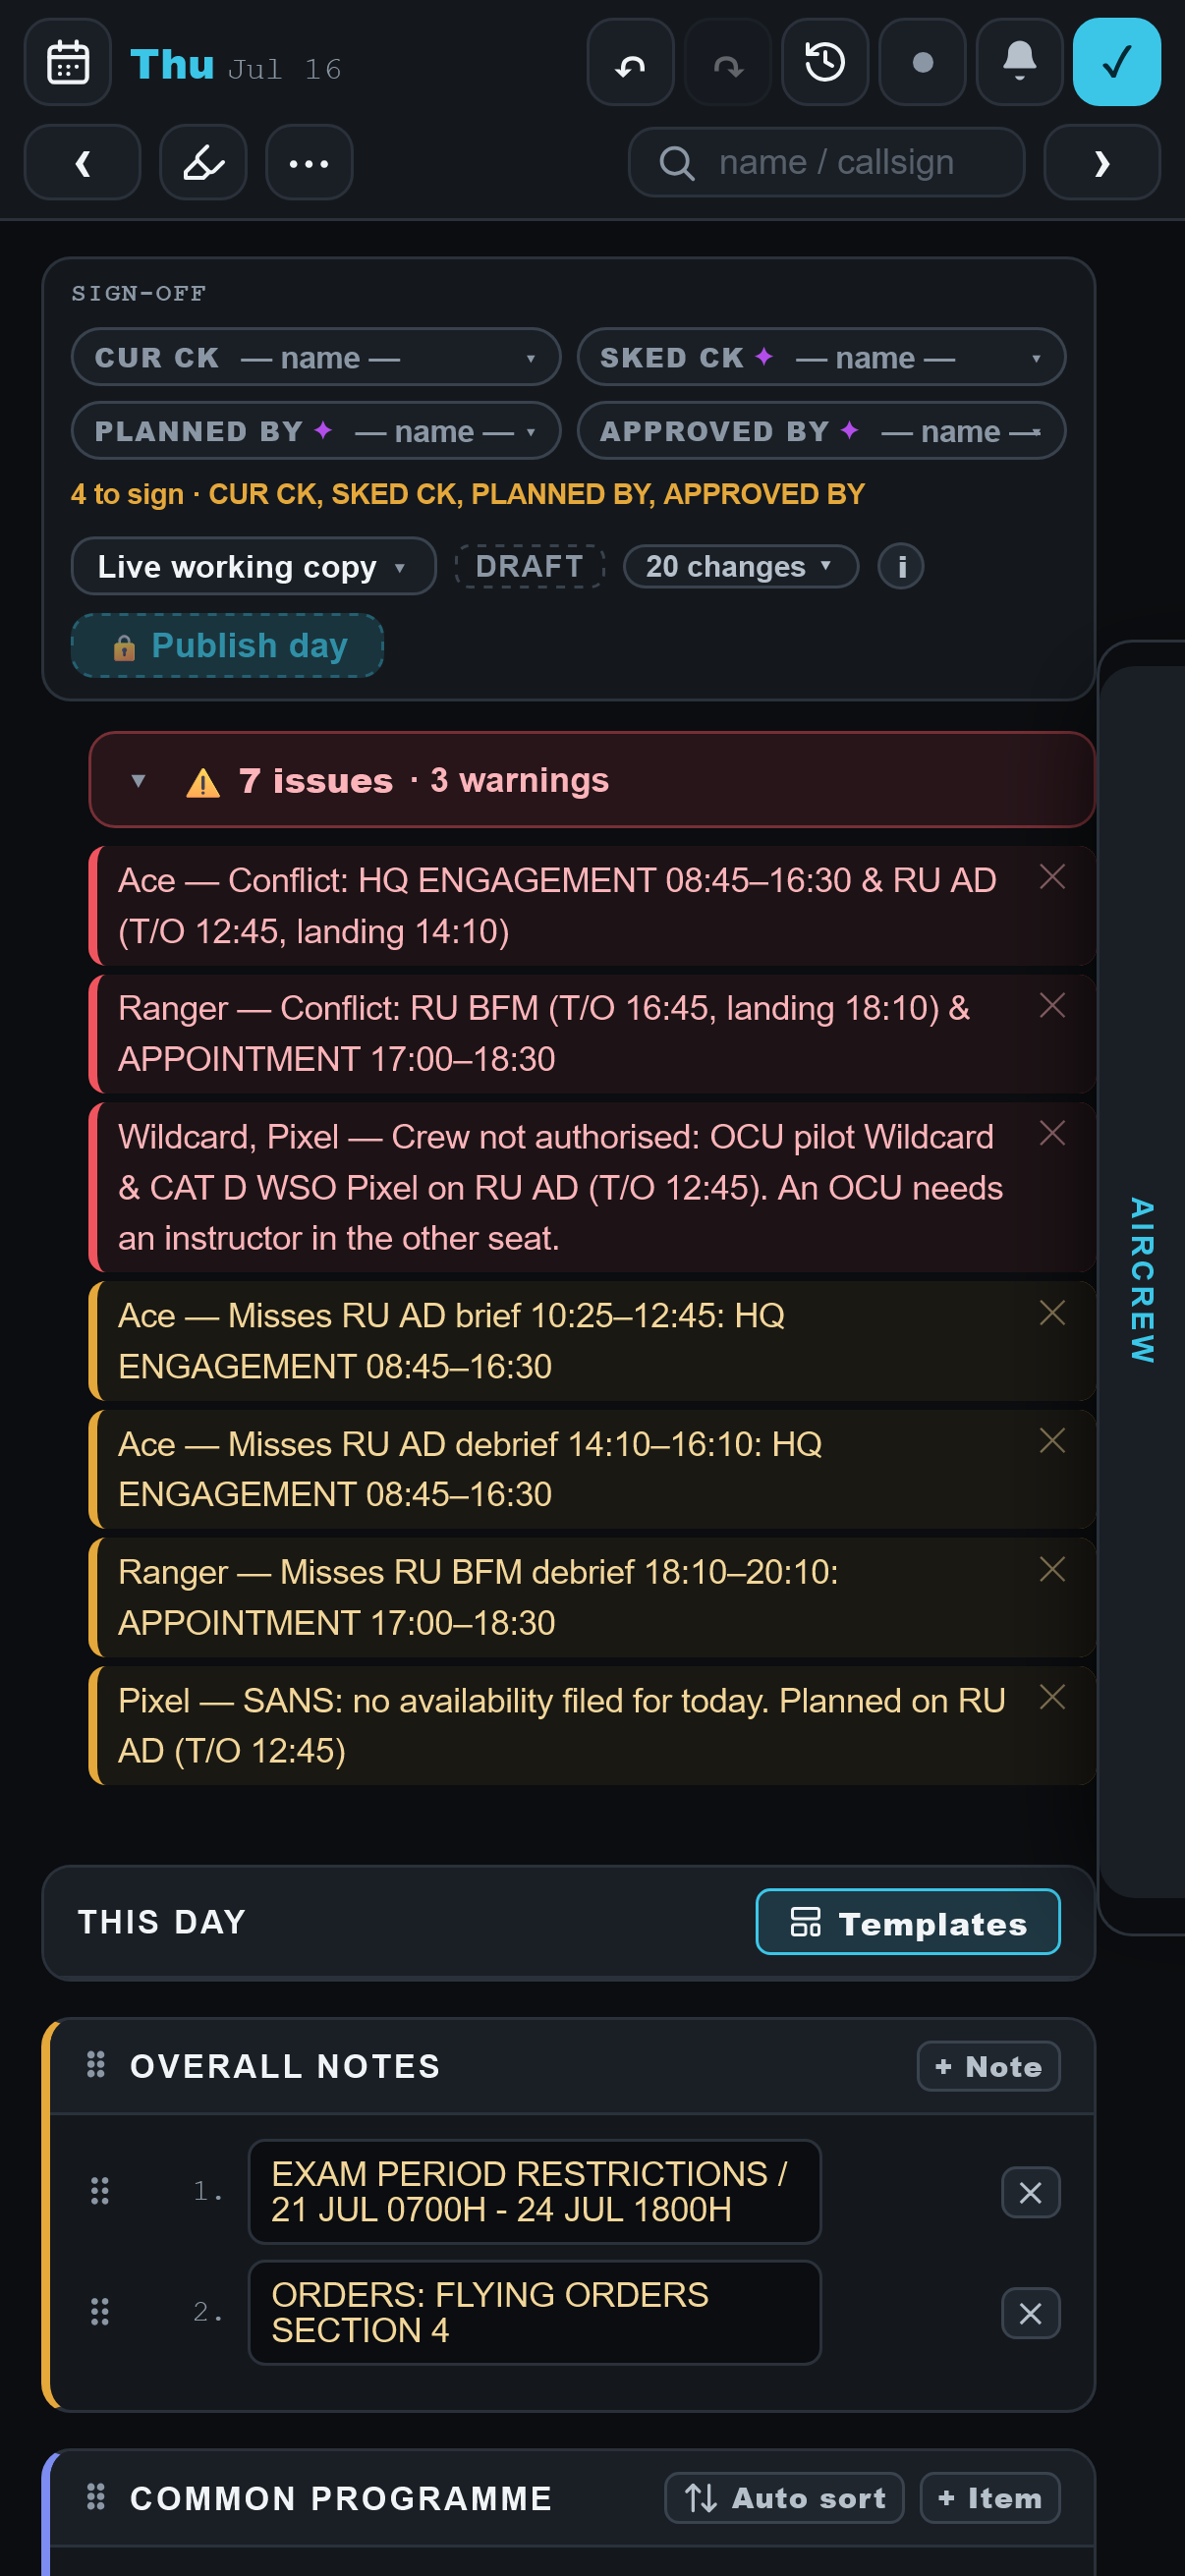 Thu Jul 16
name / callsign
SIGN-OFF
CUR CK — name —
SKED CK — name —
PLANNED BY — name —
APPROVED BY — name —
4 to sign · CUR CK, SKED CK, PLANNED BY, APPROVED BY
Live working copy
DRAFT
20 changes
i
Publish day
7 issues · 3 warnings
Ace — Conflict: HQ ENGAGEMENT 08:45–16:30 & RU AD
(T/O 12:45, landing 14:10)
Ranger — Conflict: RU BFM (T/O 16:45, landing 18:10) &
APPOINTMENT 17:00–18:30
Wildcard, Pixel — Crew not authorised: OCU pilot Wildcard
& CAT D WSO Pixel on RU AD (T/O 12:45). An OCU needs
an instructor in the other seat.
Ace — Misses RU AD brief 10:25–12:45: HQ
ENGAGEMENT 08:45–16:30
Ace — Misses RU AD debrief 14:10–16:10: HQ
ENGAGEMENT 08:45–16:30
Ranger — Misses RU BFM debrief 18:10–20:10:
APPOINTMENT 17:00–18:30
Pixel — SANS: no availability filed for today. Planned on RU
AD (T/O 12:45)
AIRCREW
THIS DAY
Templates
OVERALL NOTES
+ Note
1. EXAM PERIOD RESTRICTIONS /
21 JUL 0700H - 24 JUL 1800H
2. ORDERS: FLYING ORDERS
SECTION 4
COMMON PROGRAMME
Auto sort
+ Item